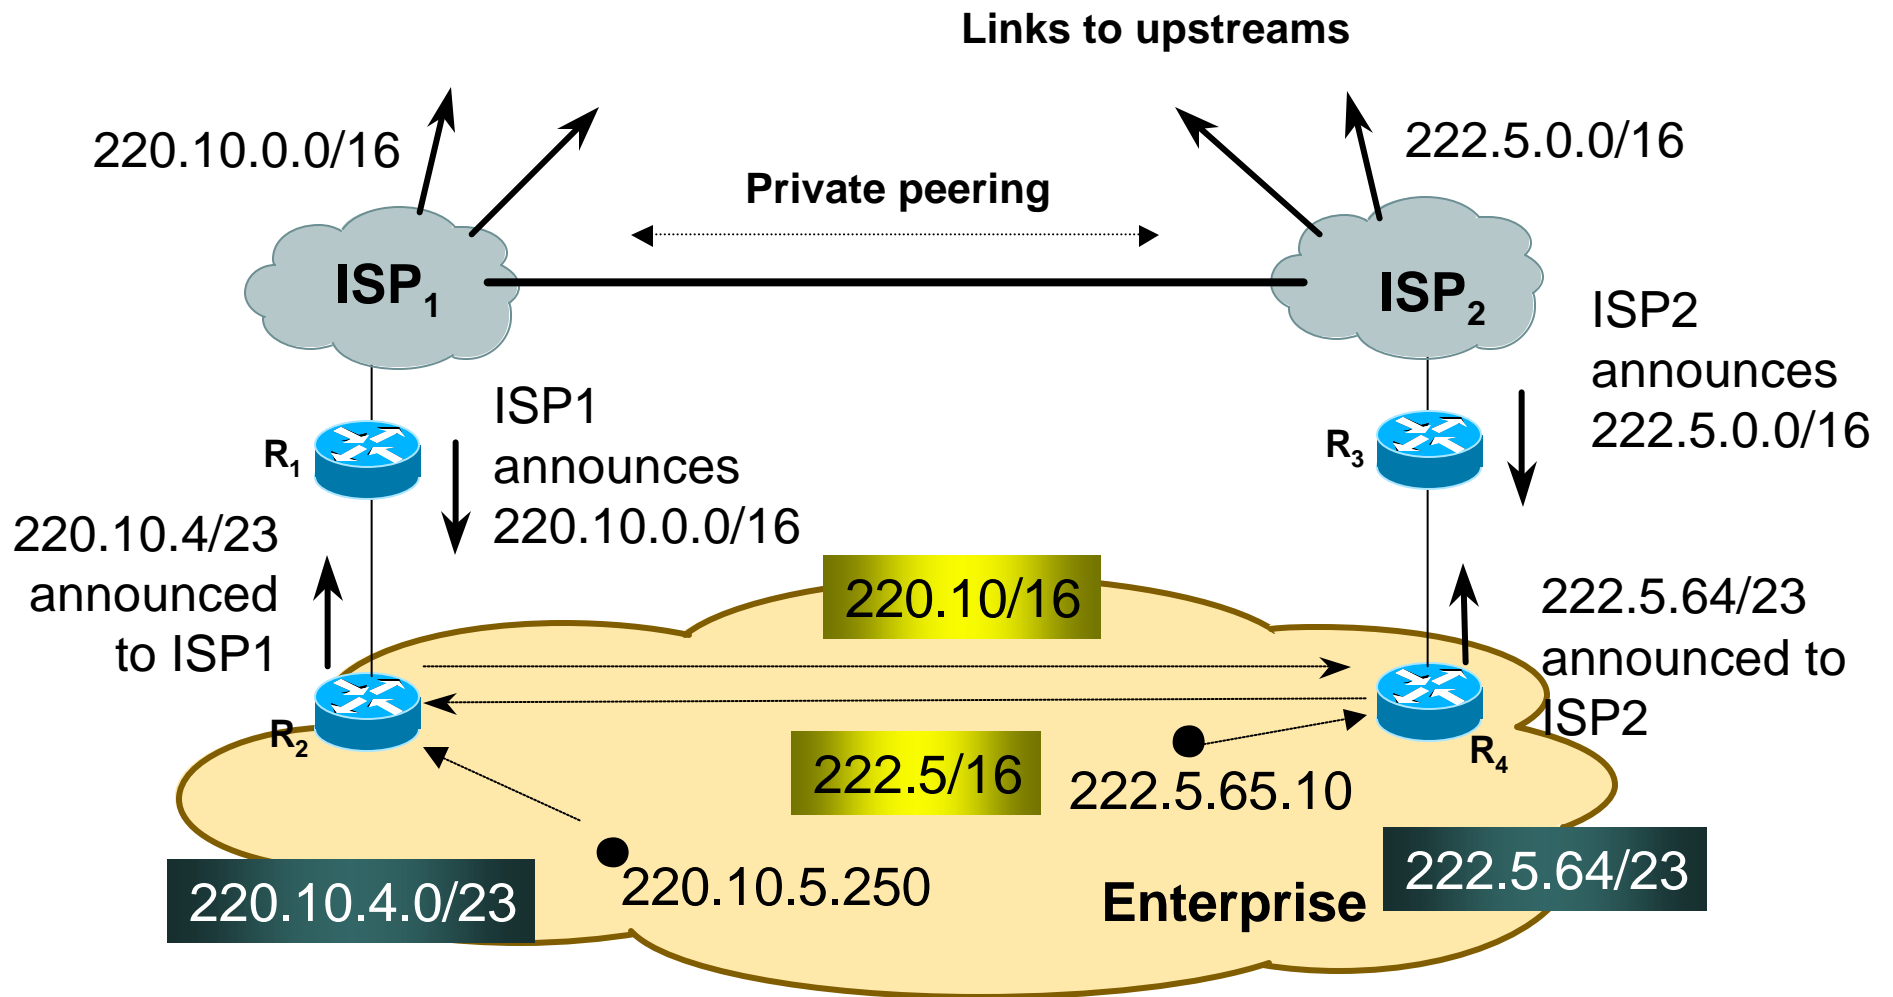 Links to upstreams
220.10.0.0/16
222.5.0.0/16
Private peering
ISP1
ISP2
ISP2
announces
222.5.0.0/16
ISP1
announces
220.10.0.0/16
R1
R3
220.10.4/23
announced
to ISP1
220.10/16
222.5.64/23
announced to
ISP2
R2
R4
222.5/16
222.5.65.10
220.10.5.250
220.10.4.0/23
Enterprise
222.5.64/23